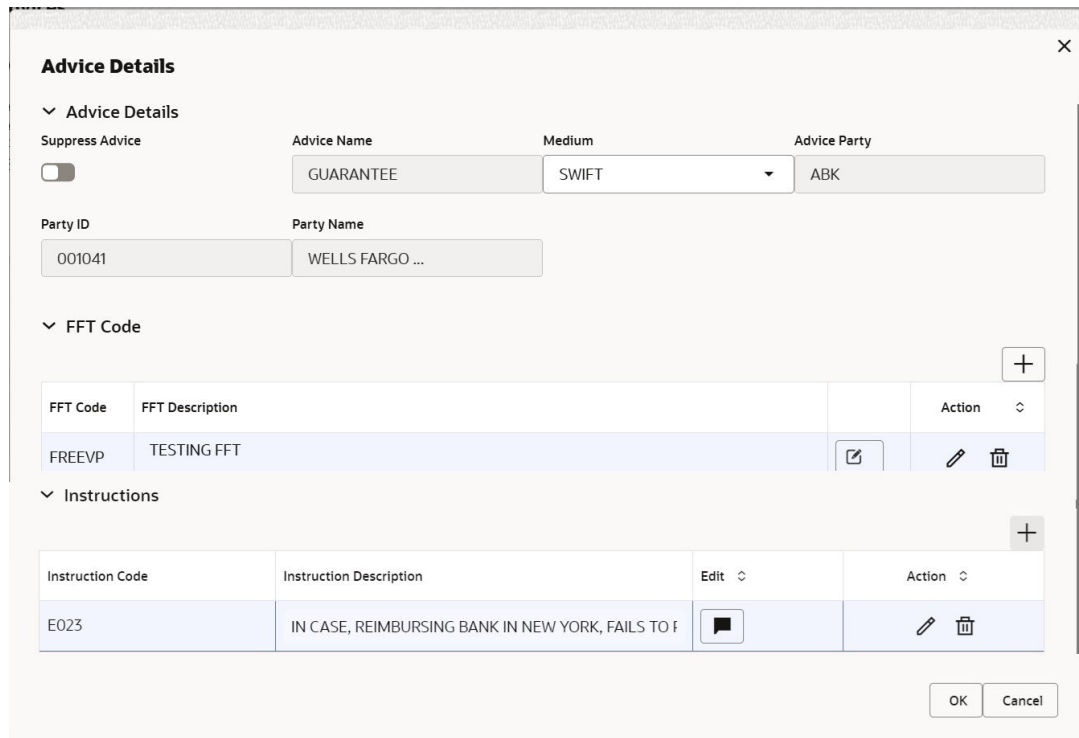 Advice Details
Advice Details
Suppress Advice Advice Name Medium Advice Party
GUARANTEE SWIFT ABK
Party ID Party Name
001041 WELLS FARGO ...
FFT Code
FFT Code FFT Description Action
FREEVP TESTING FFT
Instructions
Instruction Code Instruction Description Edit Action
E023 IN CASE, REIMBURSING BANK IN NEW YORK, FAILS TO
OK Cancel